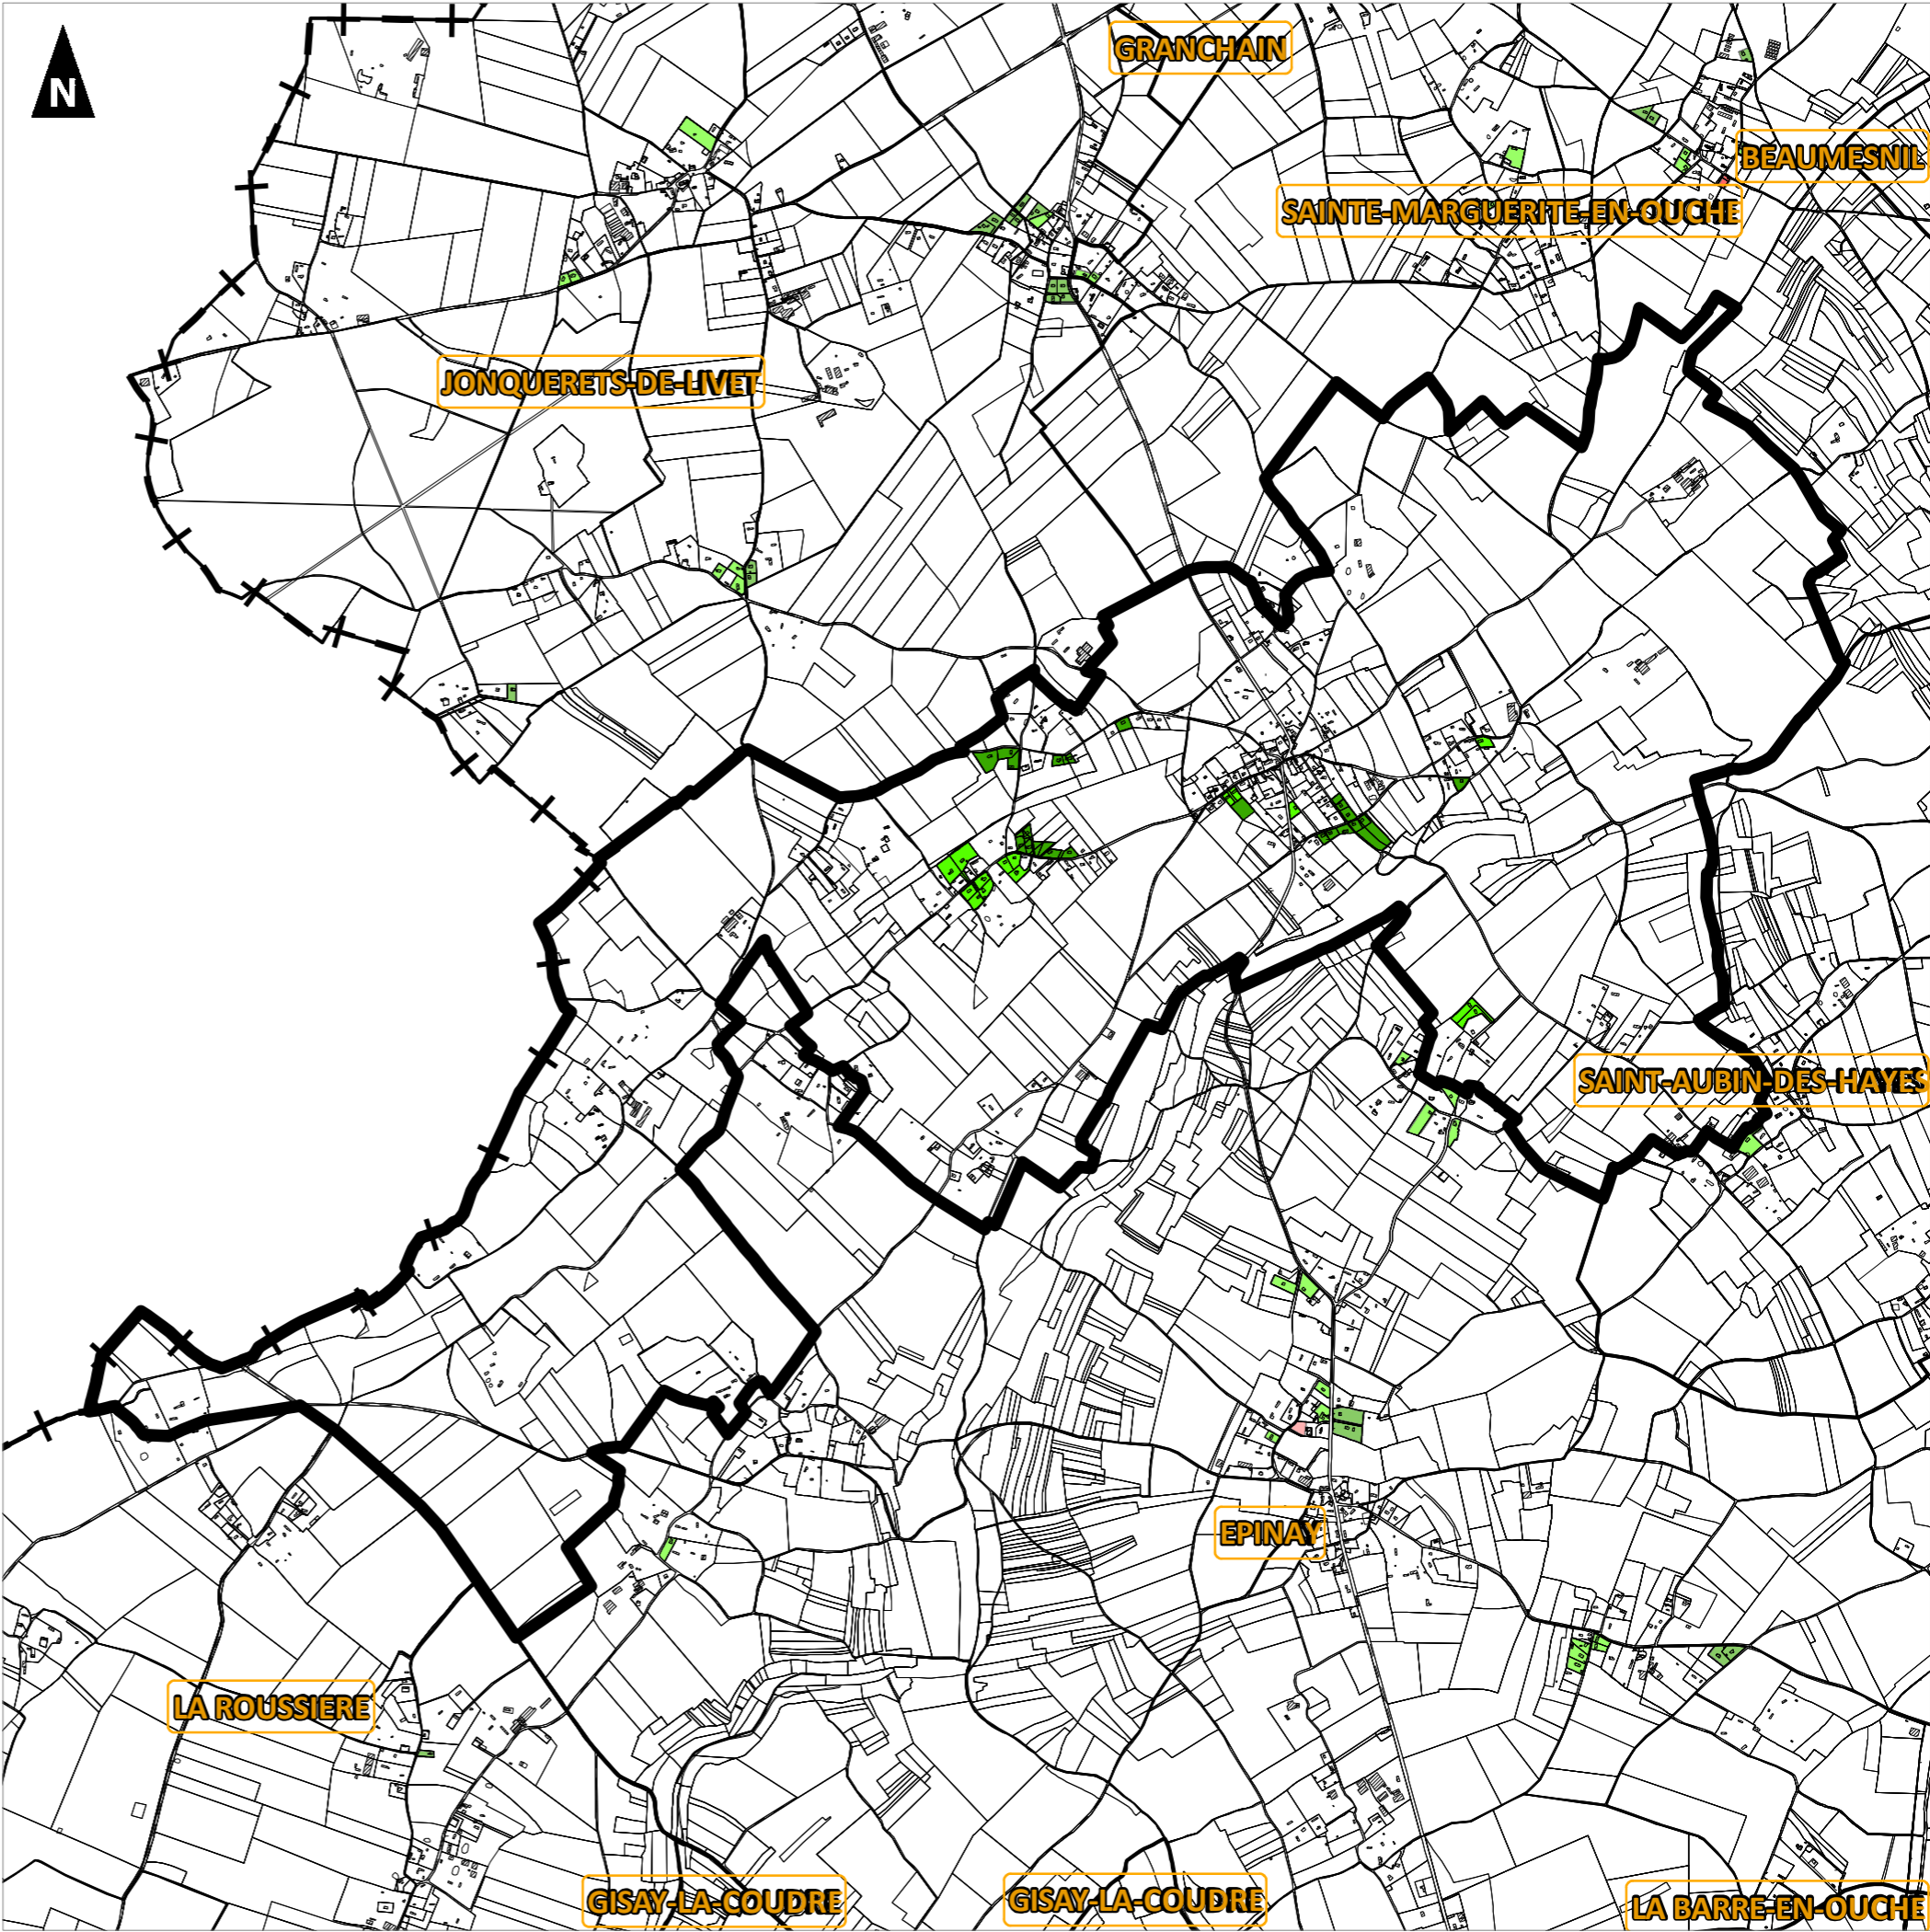 GRANCHAIN
N
BEAUMESNIL
SAINTE-MARGUERITE-EN-OUCHE
JONQUERETS-DE-LIVET
SAINT-AUBIN-DES-HAYES
EPINAY
LA ROUSSIERE
GISAY-LA-COUDRE
GISAY-LA-COUDRE
LA BARRE-EN-OUCHE